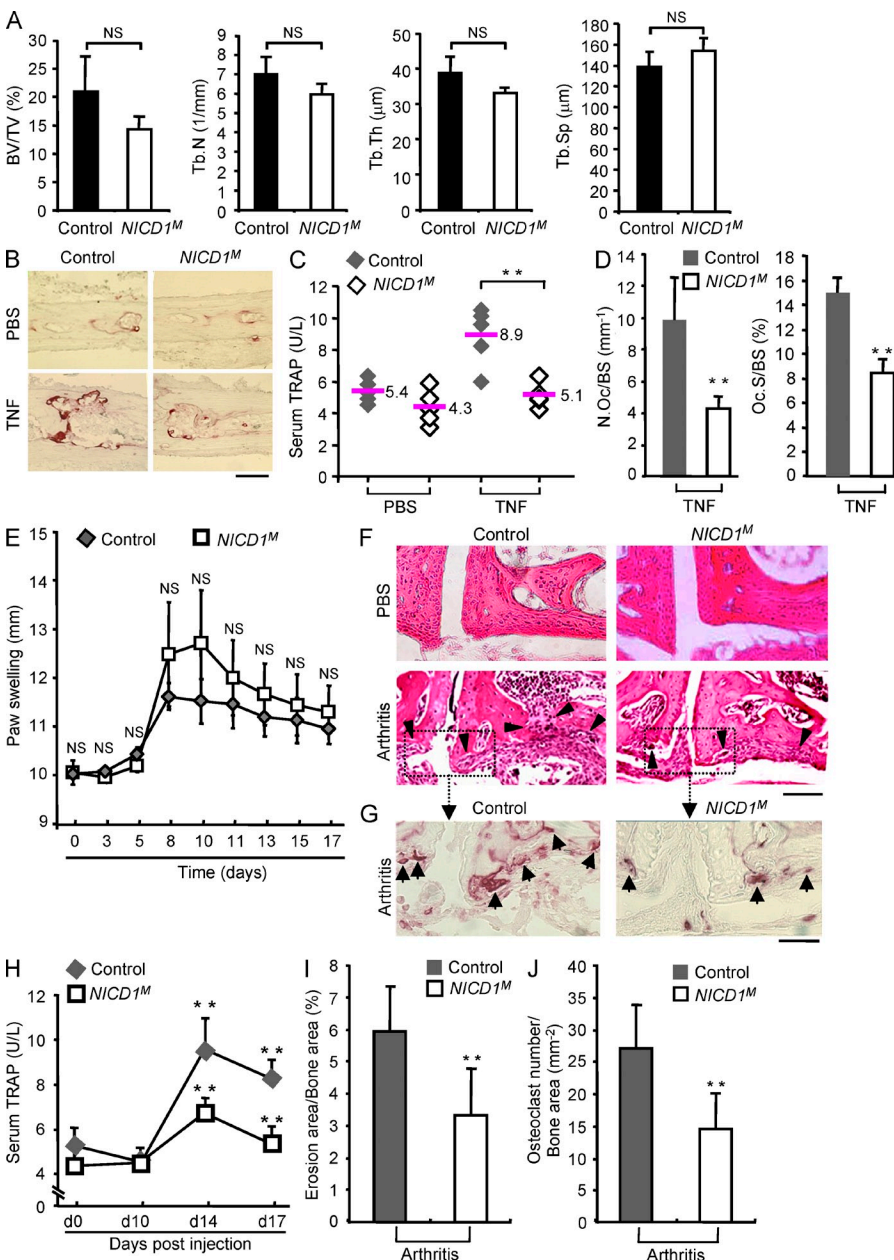 A
NS
NS
NS
NS
BV/TV (%)
30
25
20
15
10
5
0
Control NICD1ᴹ
Tb.N (1/mm)
9
8
7
6
5
4
3
2
1
0
Control NICD1ᴹ
Tb.Th (μm)
50
40
30
20
10
0
Control NICD1ᴹ
Tb.Sp (μm)
180
160
140
120
100
80
60
40
20
0
Control NICD1ᴹ
B
Control
NICD1ᴹ
PBS
TNF
C
Control
NICD1ᴹ
Serum TRAP (U/L)
12
10
8
6
4
2
0
**
5.4
4.3
8.9
5.1
PBS
TNF
D
Control
NICD1ᴹ
N.Oc/BS (mm⁻¹)
14
12
10
8
6
4
2
0
**
TNF
Oc.S/BS (%)
18
16
14
12
10
8
6
4
2
0
**
TNF
E
Control
NICD1ᴹ
Paw swelling (mm)
15
14
13
12
11
10
9
NS NS NS NS NS NS NS NS NS
0 3 5 8 10 11 13 15 17
Time (days)
F
Control
NICD1ᴹ
PBS
Arthritis
G
Control
NICD1ᴹ
Arthritis
H
Control
NICD1ᴹ
Serum TRAP (U/L)
12
10
8
6
4
0
**
**
**
**
d0 d10 d14 d17
Days post injection
I
Control
NICD1ᴹ
Erosion area/Bone area (%)
8
7
6
5
4
3
2
1
0
**
Arthritis
J
Control
NICD1ᴹ
Osteoclast number/
Bone area (mm⁻²)
40
35
30
25
20
15
10
5
0
**
Arthritis